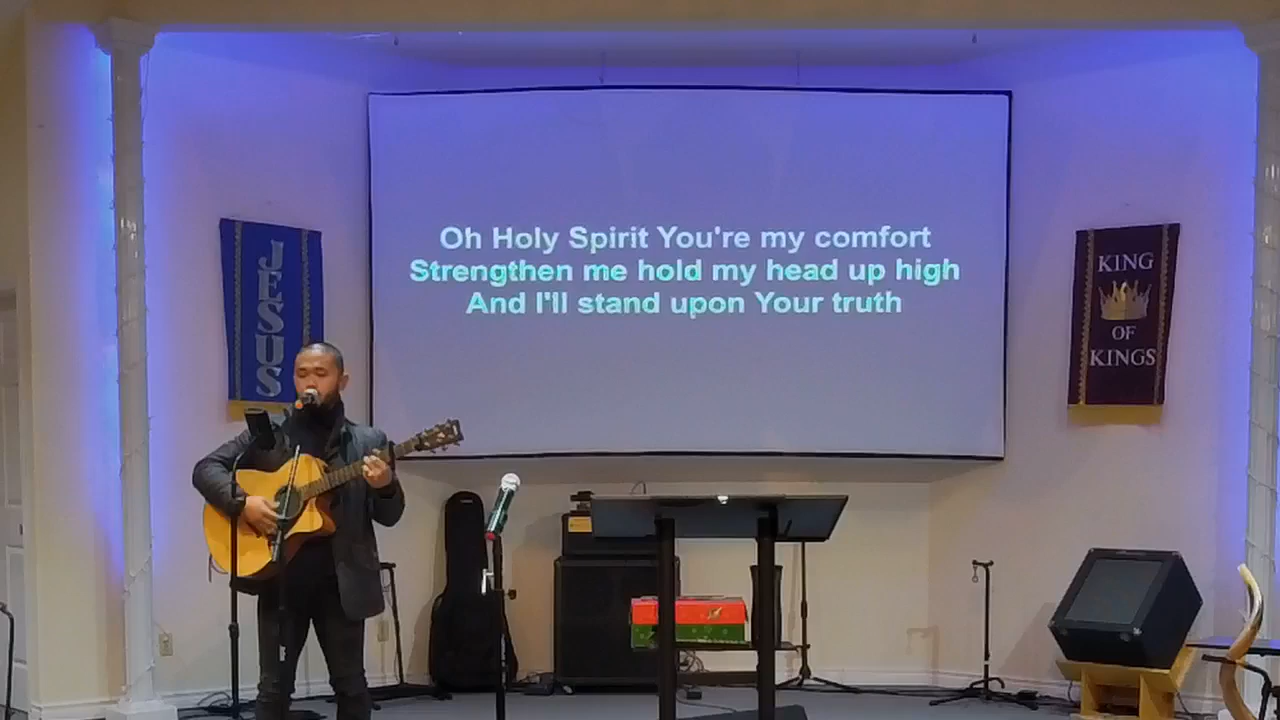 Oh Holy Spirit You're my comfort
Strengthen me hold my head up high
And I'll stand upon Your truth
JESUS
KING
OF
KINGS